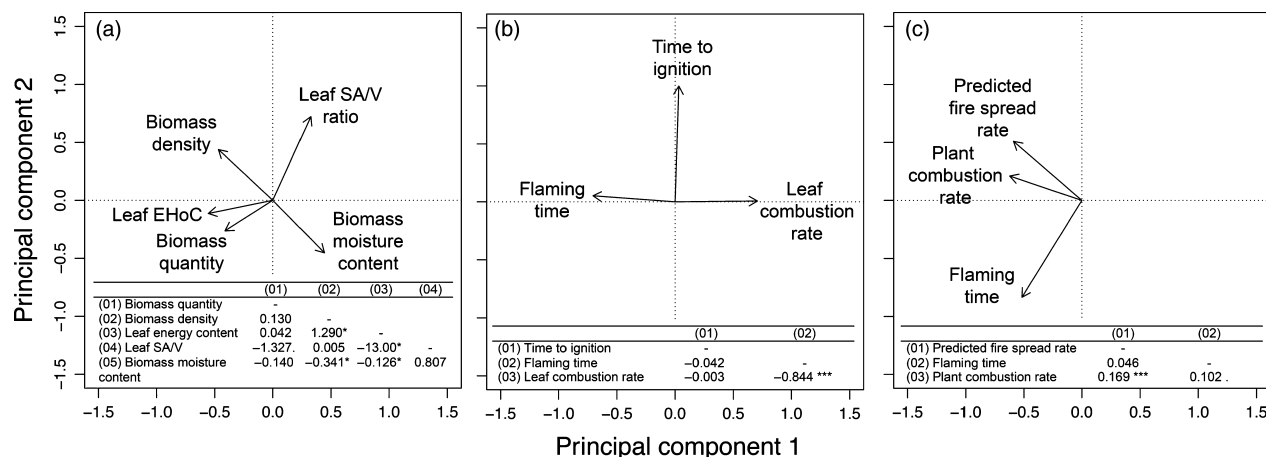 Principal component 2
(a)
1.5
1.0
0.5
0.0
−0.5
−1.0
−1.5
Leaf SA/V
ratio
Biomass
density
Leaf EHoC
Biomass
quantity
Biomass
moisture
content
(01) (02) (03) (04)
(01) Biomass quantity -
(02) Biomass density 0.130 -
(03) Leaf energy content 0.042 1.290* -
(04) Leaf SA/V −1.327. 0.005 −13.00* -
(05) Biomass moisture −0.140 −0.341* −0.126* 0.807
content
−1.5 −1.0 −0.5 0.0 0.5 1.0 1.5
(b)
Time to
ignition
Flaming
time
Leaf
combustion
rate
(01) (02)
(01) Time to ignition -
(02) Flaming time −0.042 -
(03) Leaf combustion rate −0.003 −0.844 ***
−1.5 −1.0 −0.5 0.0 0.5 1.0 1.5
(c)
Predicted
fire spread
rate
Plant
combustion
rate
Flaming
time
(01) (02)
(01) Predicted fire spread rate -
(02) Flaming time 0.046 -
(03) Plant combustion rate 0.169 *** 0.102 .
−1.5 −1.0 −0.5 0.0 0.5 1.0 1.5
Principal component 1